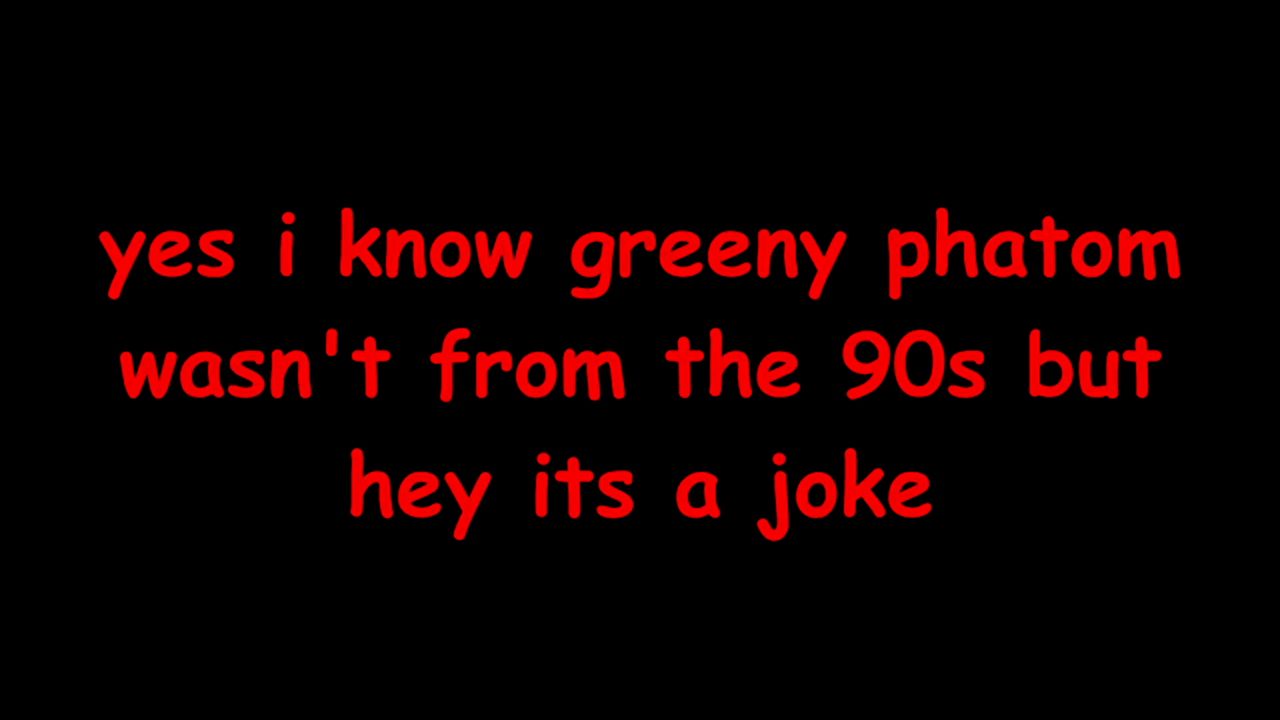 yes i know greeny phatom
wasn't from the 90s but
hey its a joke